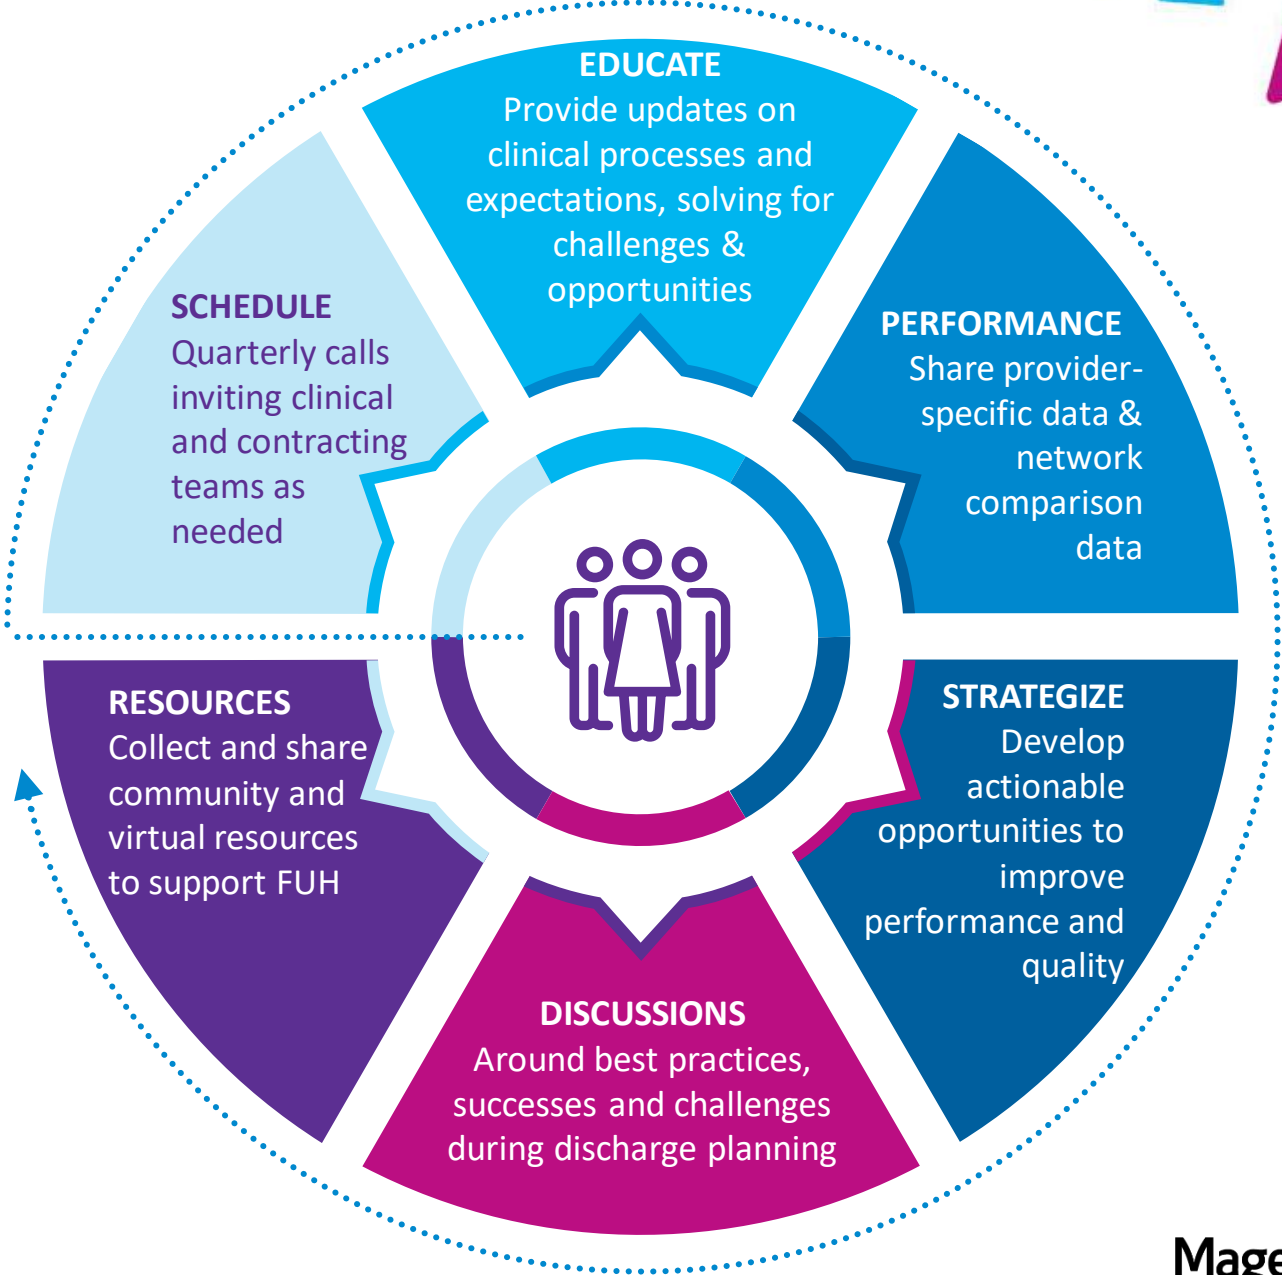 EDUCATE
Provide updates on
clinical processes and
expectations, solving for
challenges &
opportunities
PERFORMANCE
Share provider-
specific data &
network
comparison
data
STRATEGIZE
Develop
actionable
opportunities to
improve
performance and
quality
DISCUSSIONS
Around best practices,
successes and challenges
during discharge planning
RESOURCES
Collect and share
community and
virtual resources
to support FUH
SCHEDULE
Quarterly calls
inviting clinical
and contracting
teams as
needed